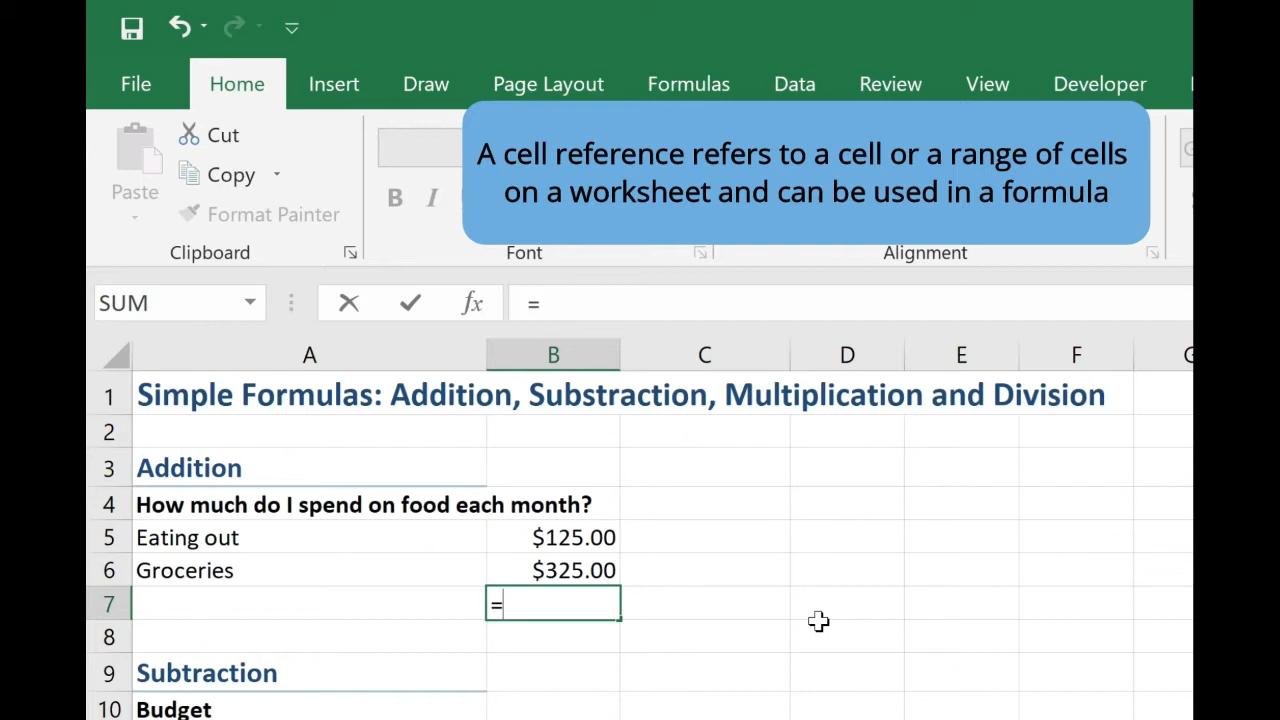 File Home Insert Draw Page Layout Formulas Data Review View Developer
A cell reference refers to a cell or a range of cells
on a worksheet and can be used in a formula
Cut
Copy
Paste
Format Painter
B I
Clipboard Font Alignment
SUM fx =
A B C D E F G
1 Simple Formulas: Addition, Substraction, Multiplication and Division
2
3 Addition
4 How much do I spend on food each month?
5 Eating out $125.00
6 Groceries $325.00
7 =
8
9 Subtraction
10 Budget